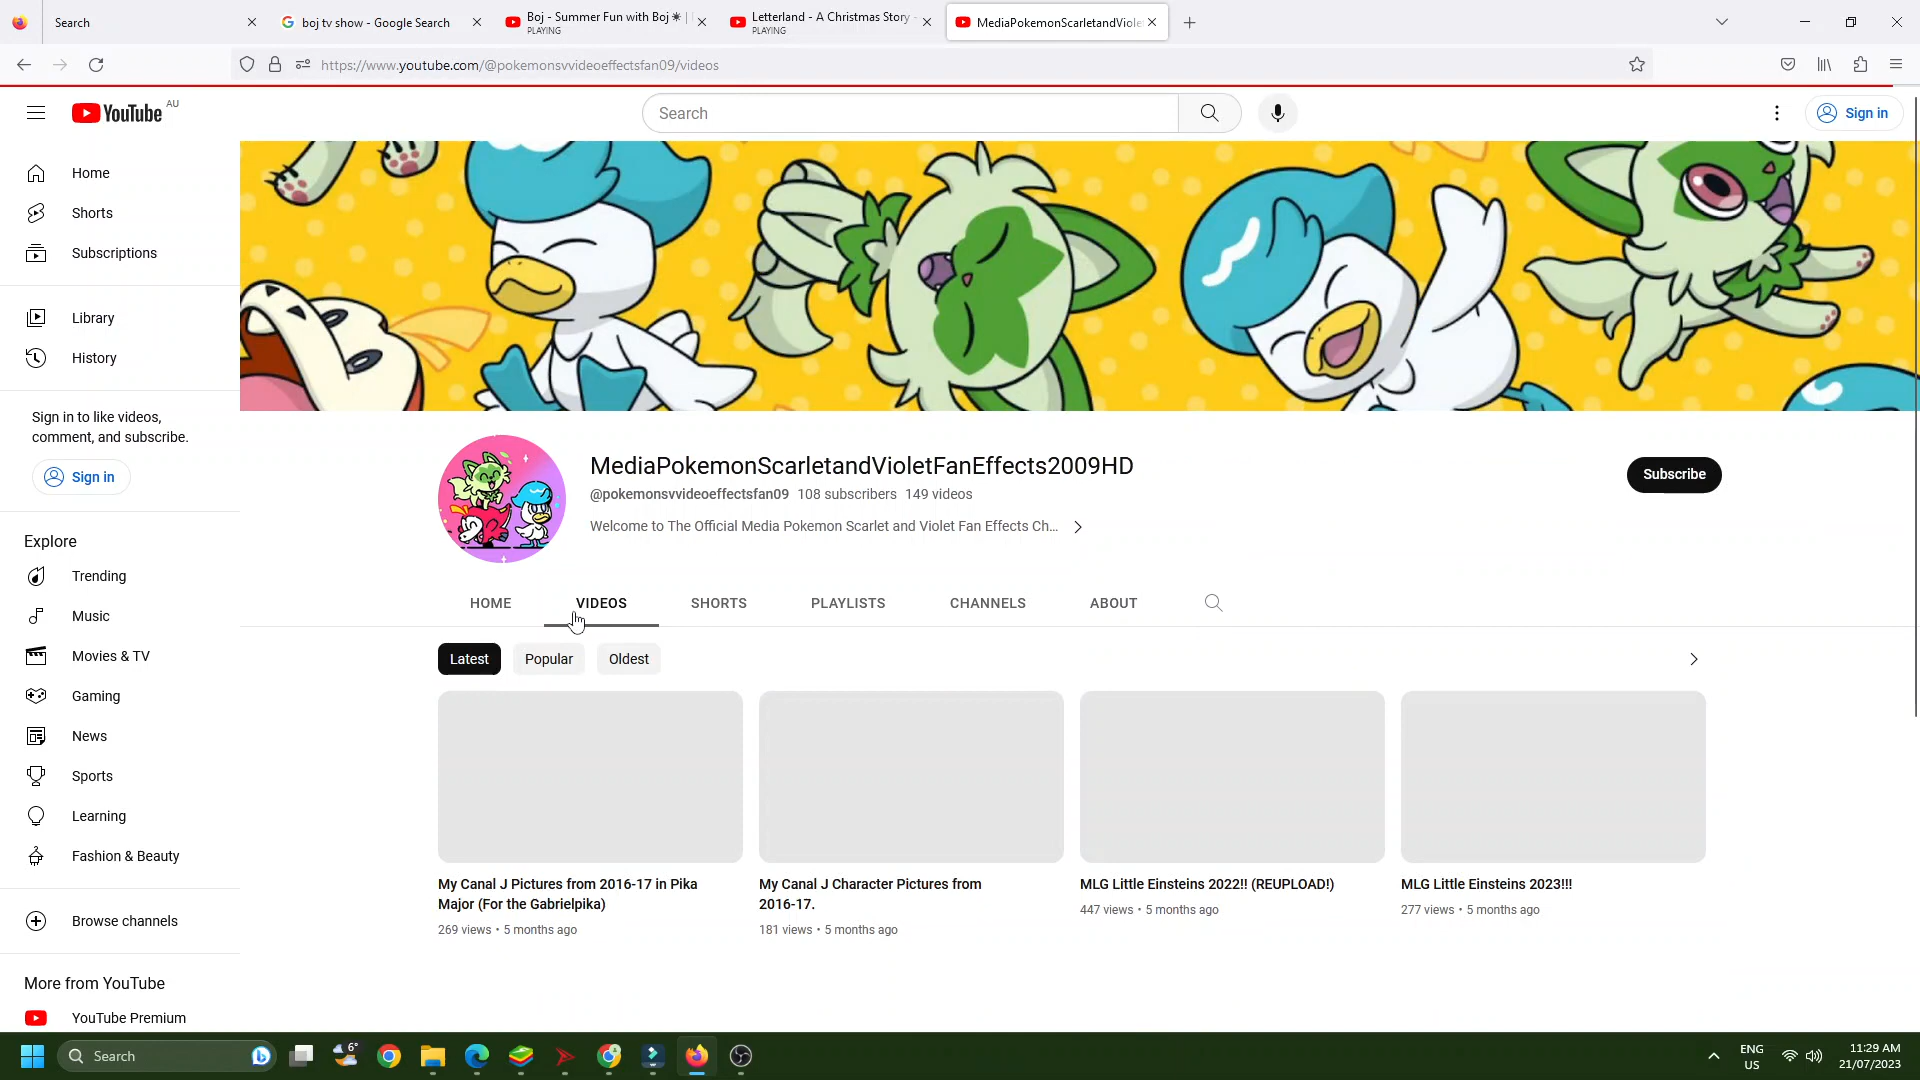 Search
boj tv show - Google Search
Boj - Summer Fun with Boj☀ |
PLAYING
Letterland - A Christmas Story -
PLAYING
MediaPokemonScarletandViole
https://www.youtube.com/@pokemonsvvideoeffectsfan09/videos
YouTube AU
Search
Sign in
Home
Shorts
Subscriptions
Library
History
Sign in to like videos,
comment, and subscribe.
Sign in
Explore
Trending
Music
Movies & TV
Gaming
News
Sports
Learning
Fashion & Beauty
Browse channels
More from YouTube
YouTube Premium
MediaPokemonScarletandVioletFanEffects2009HD
@pokemonsvvideoeffectsfan09 108 subscribers 149 videos
Welcome to The Official Media Pokemon Scarlet and Violet Fan Effects Ch...
Subscribe
HOME VIDEOS SHORTS PLAYLISTS CHANNELS ABOUT
Latest Popular Oldest
My Canal J Pictures from 2016-17 in Pika
Major (For the Gabrielpika)
269 views • 5 months ago
My Canal J Character Pictures from
2016-17.
181 views • 5 months ago
MLG Little Einsteins 2022!! (REUPLOAD!)
447 views • 5 months ago
MLG Little Einsteins 2023!!!
277 views • 5 months ago
Search
6°
ENG
US
11:29 AM
21/07/2023